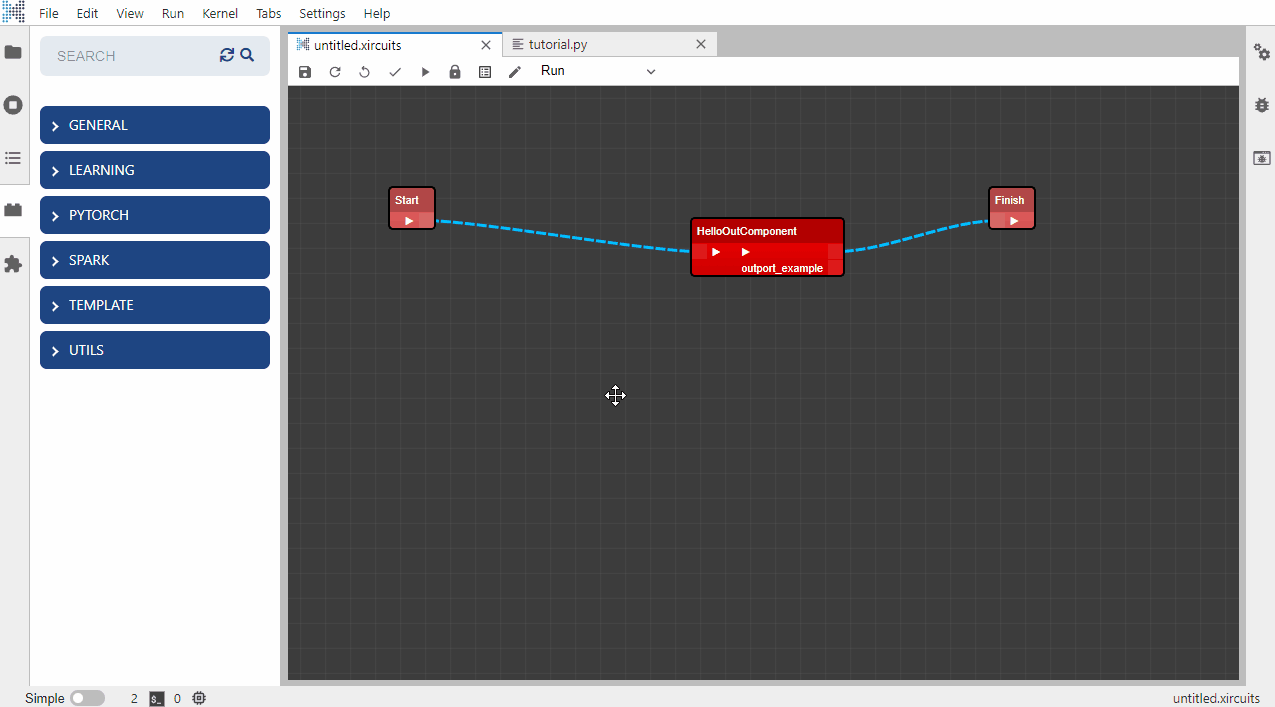 File Edit View Run Kernel Tabs Settings Help
SEARCH
GENERAL
LEARNING
PYTORCH
SPARK
TEMPLATE
UTILS
untitled.xircuits
tutorial.py
Run
Start
HelloOutComponent
outport_example
Finish
Simple 2 $_ 0
untitled.xircuits